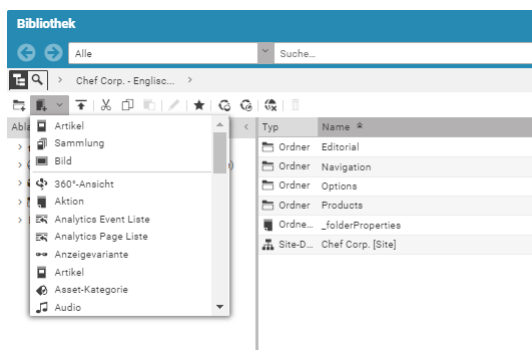 Bibliothek
Alle
Suche...
> Chef Corp. - Englisc... >
Abl
Artikel
Sammlung
Bild
360°-Ansicht
Aktion
Analytics Event Liste
Analytics Page Liste
Anzeigevariante
Artikel
Asset-Kategorie
Audio
Typ Name
Ordner Editorial
Ordner Navigation
Ordner Options
Ordner Products
Ordne... _folderProperties
Site-D... Chef Corp. [Site]